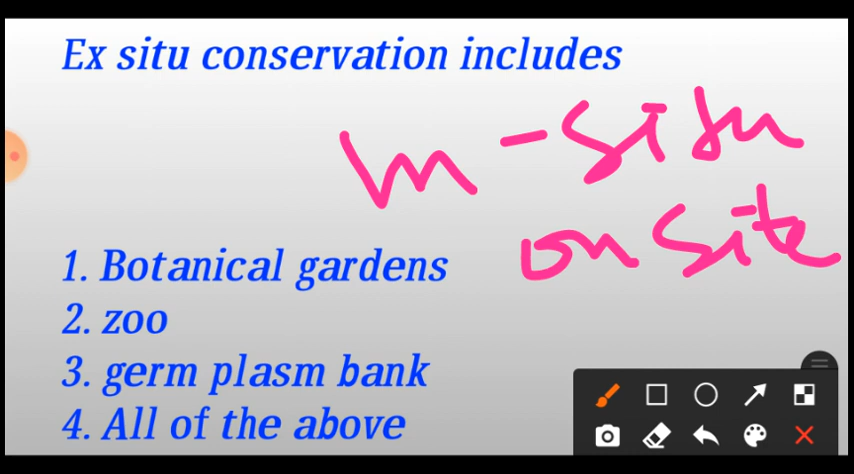 Ex situ conservation includes
In-situ
on site
1. Botanical gardens
2. zoo
3. germ plasm bank
4. All of the above